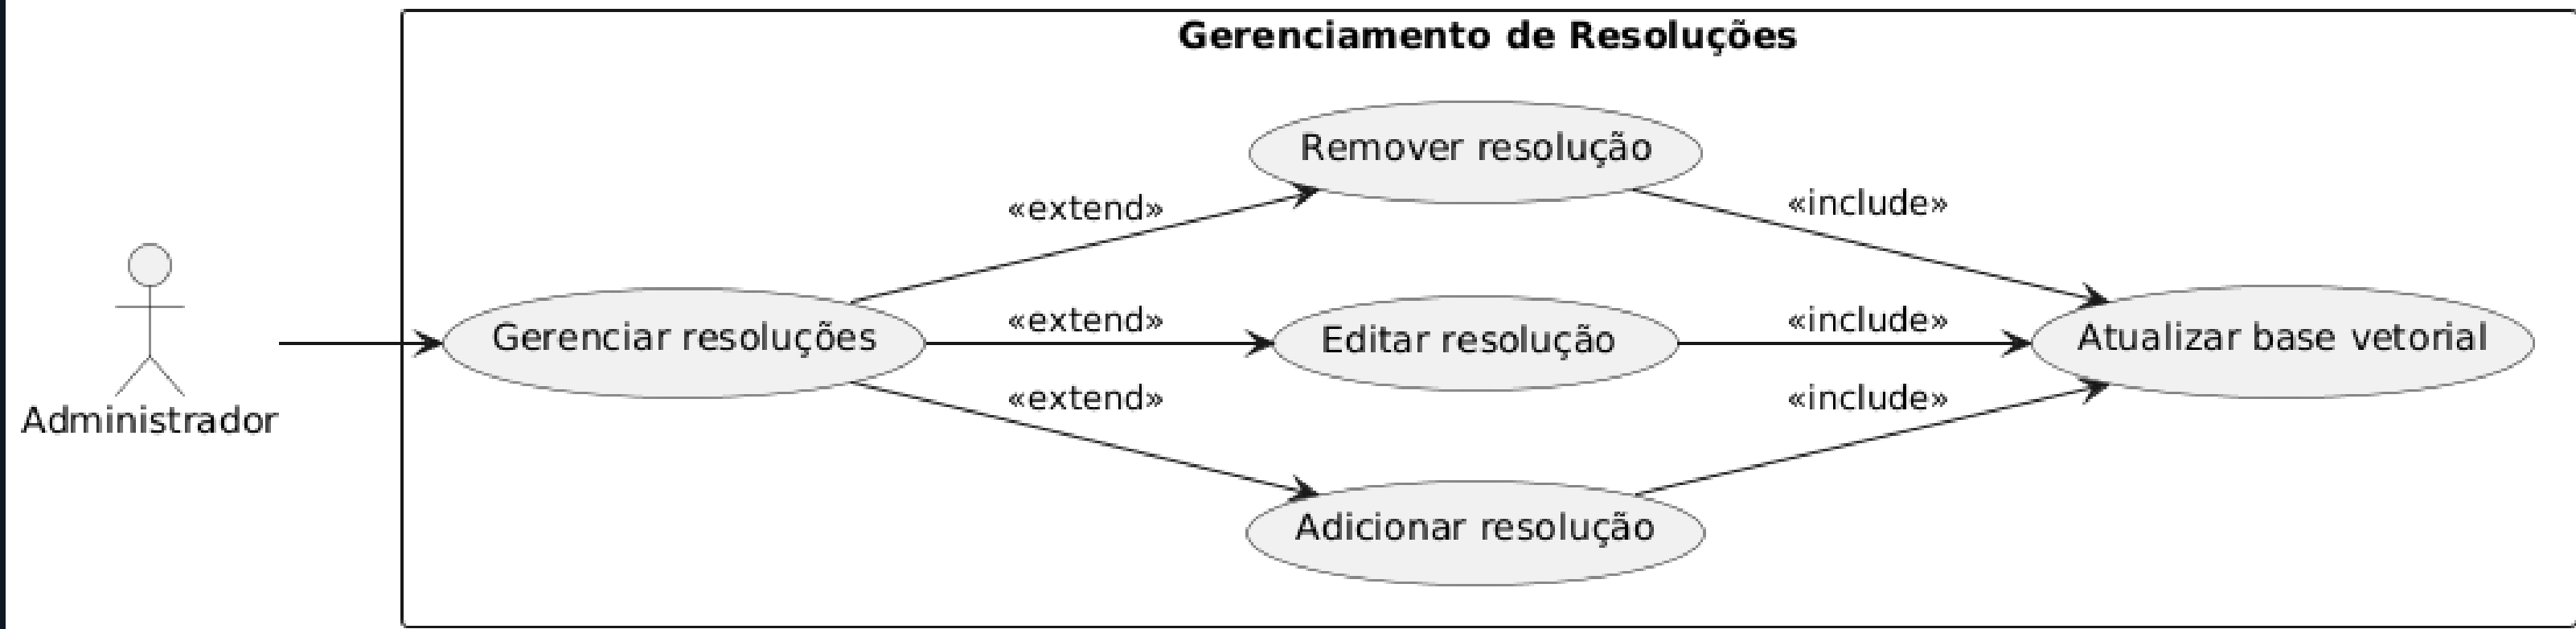 Gerenciamento de Resoluções
Remover resolução
«extend»
«include»
Gerenciar resoluções
«extend»
Editar resolução
«include»
Atualizar base vetorial
«extend»
«include»
Administrador
Adicionar resolução